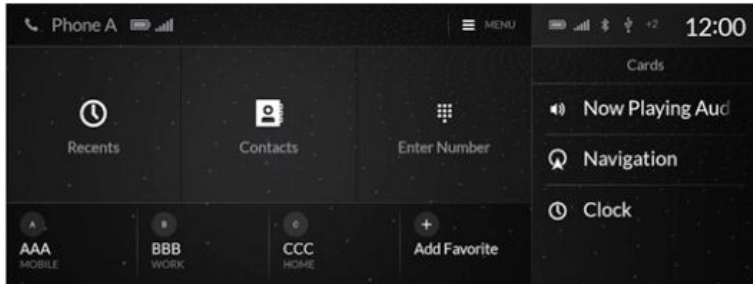 Phone A
MENU
+2 12:00
Cards
Recents
Contacts
Enter Number
Now Playing Aud
Navigation
Clock
A
B
C
AAA
BBB
CCC
Add Favorite
MOBILE
WORK
HOME